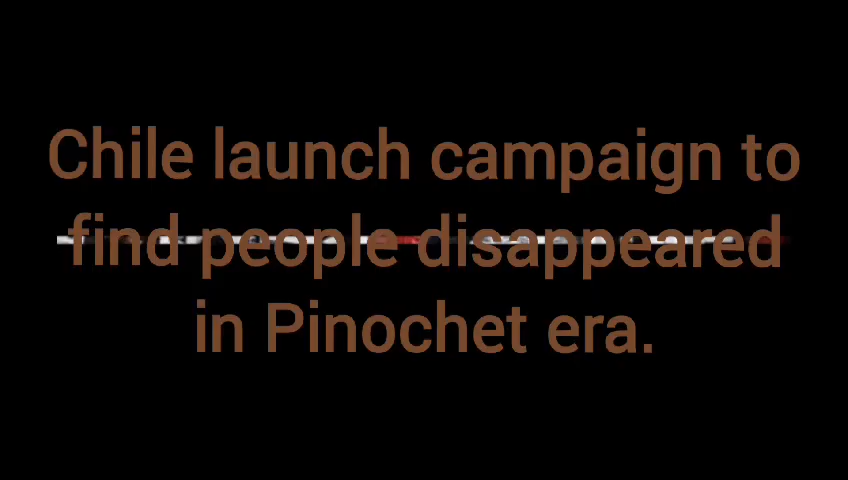 Chile launch campaign to
find people disappeared
in Pinochet era.